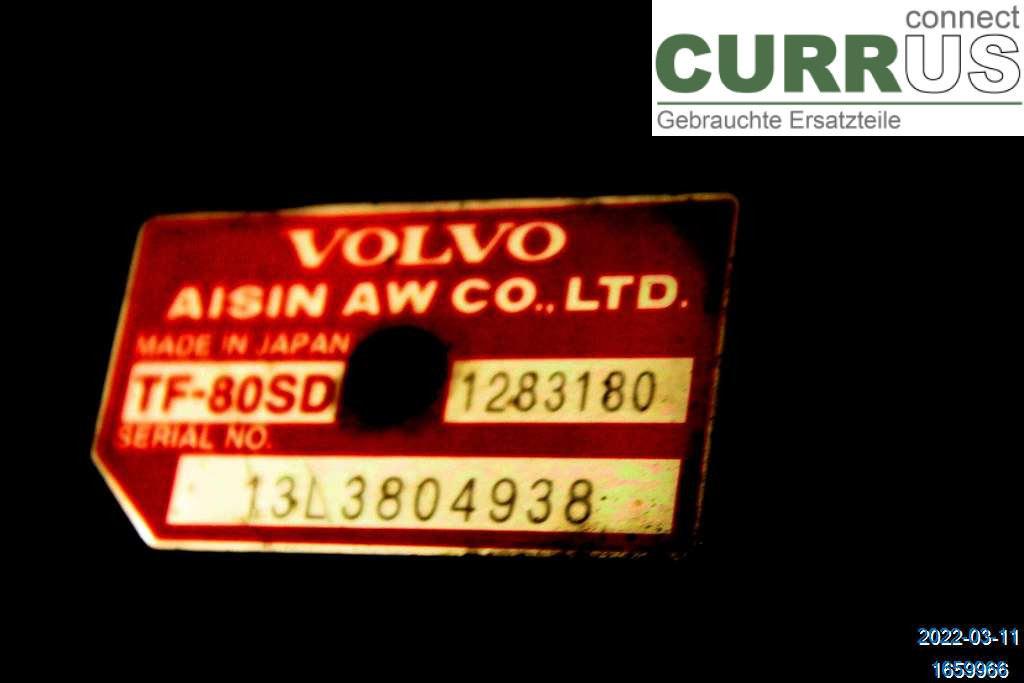 connect
CURRUS
Gebrauchte Ersatzteile
VOLVO
AISIN AW CO., LTD.
MADE IN JAPAN
TF-80SD 1283180
SERIAL NO.
13L3804938
2022-03-11
1659966